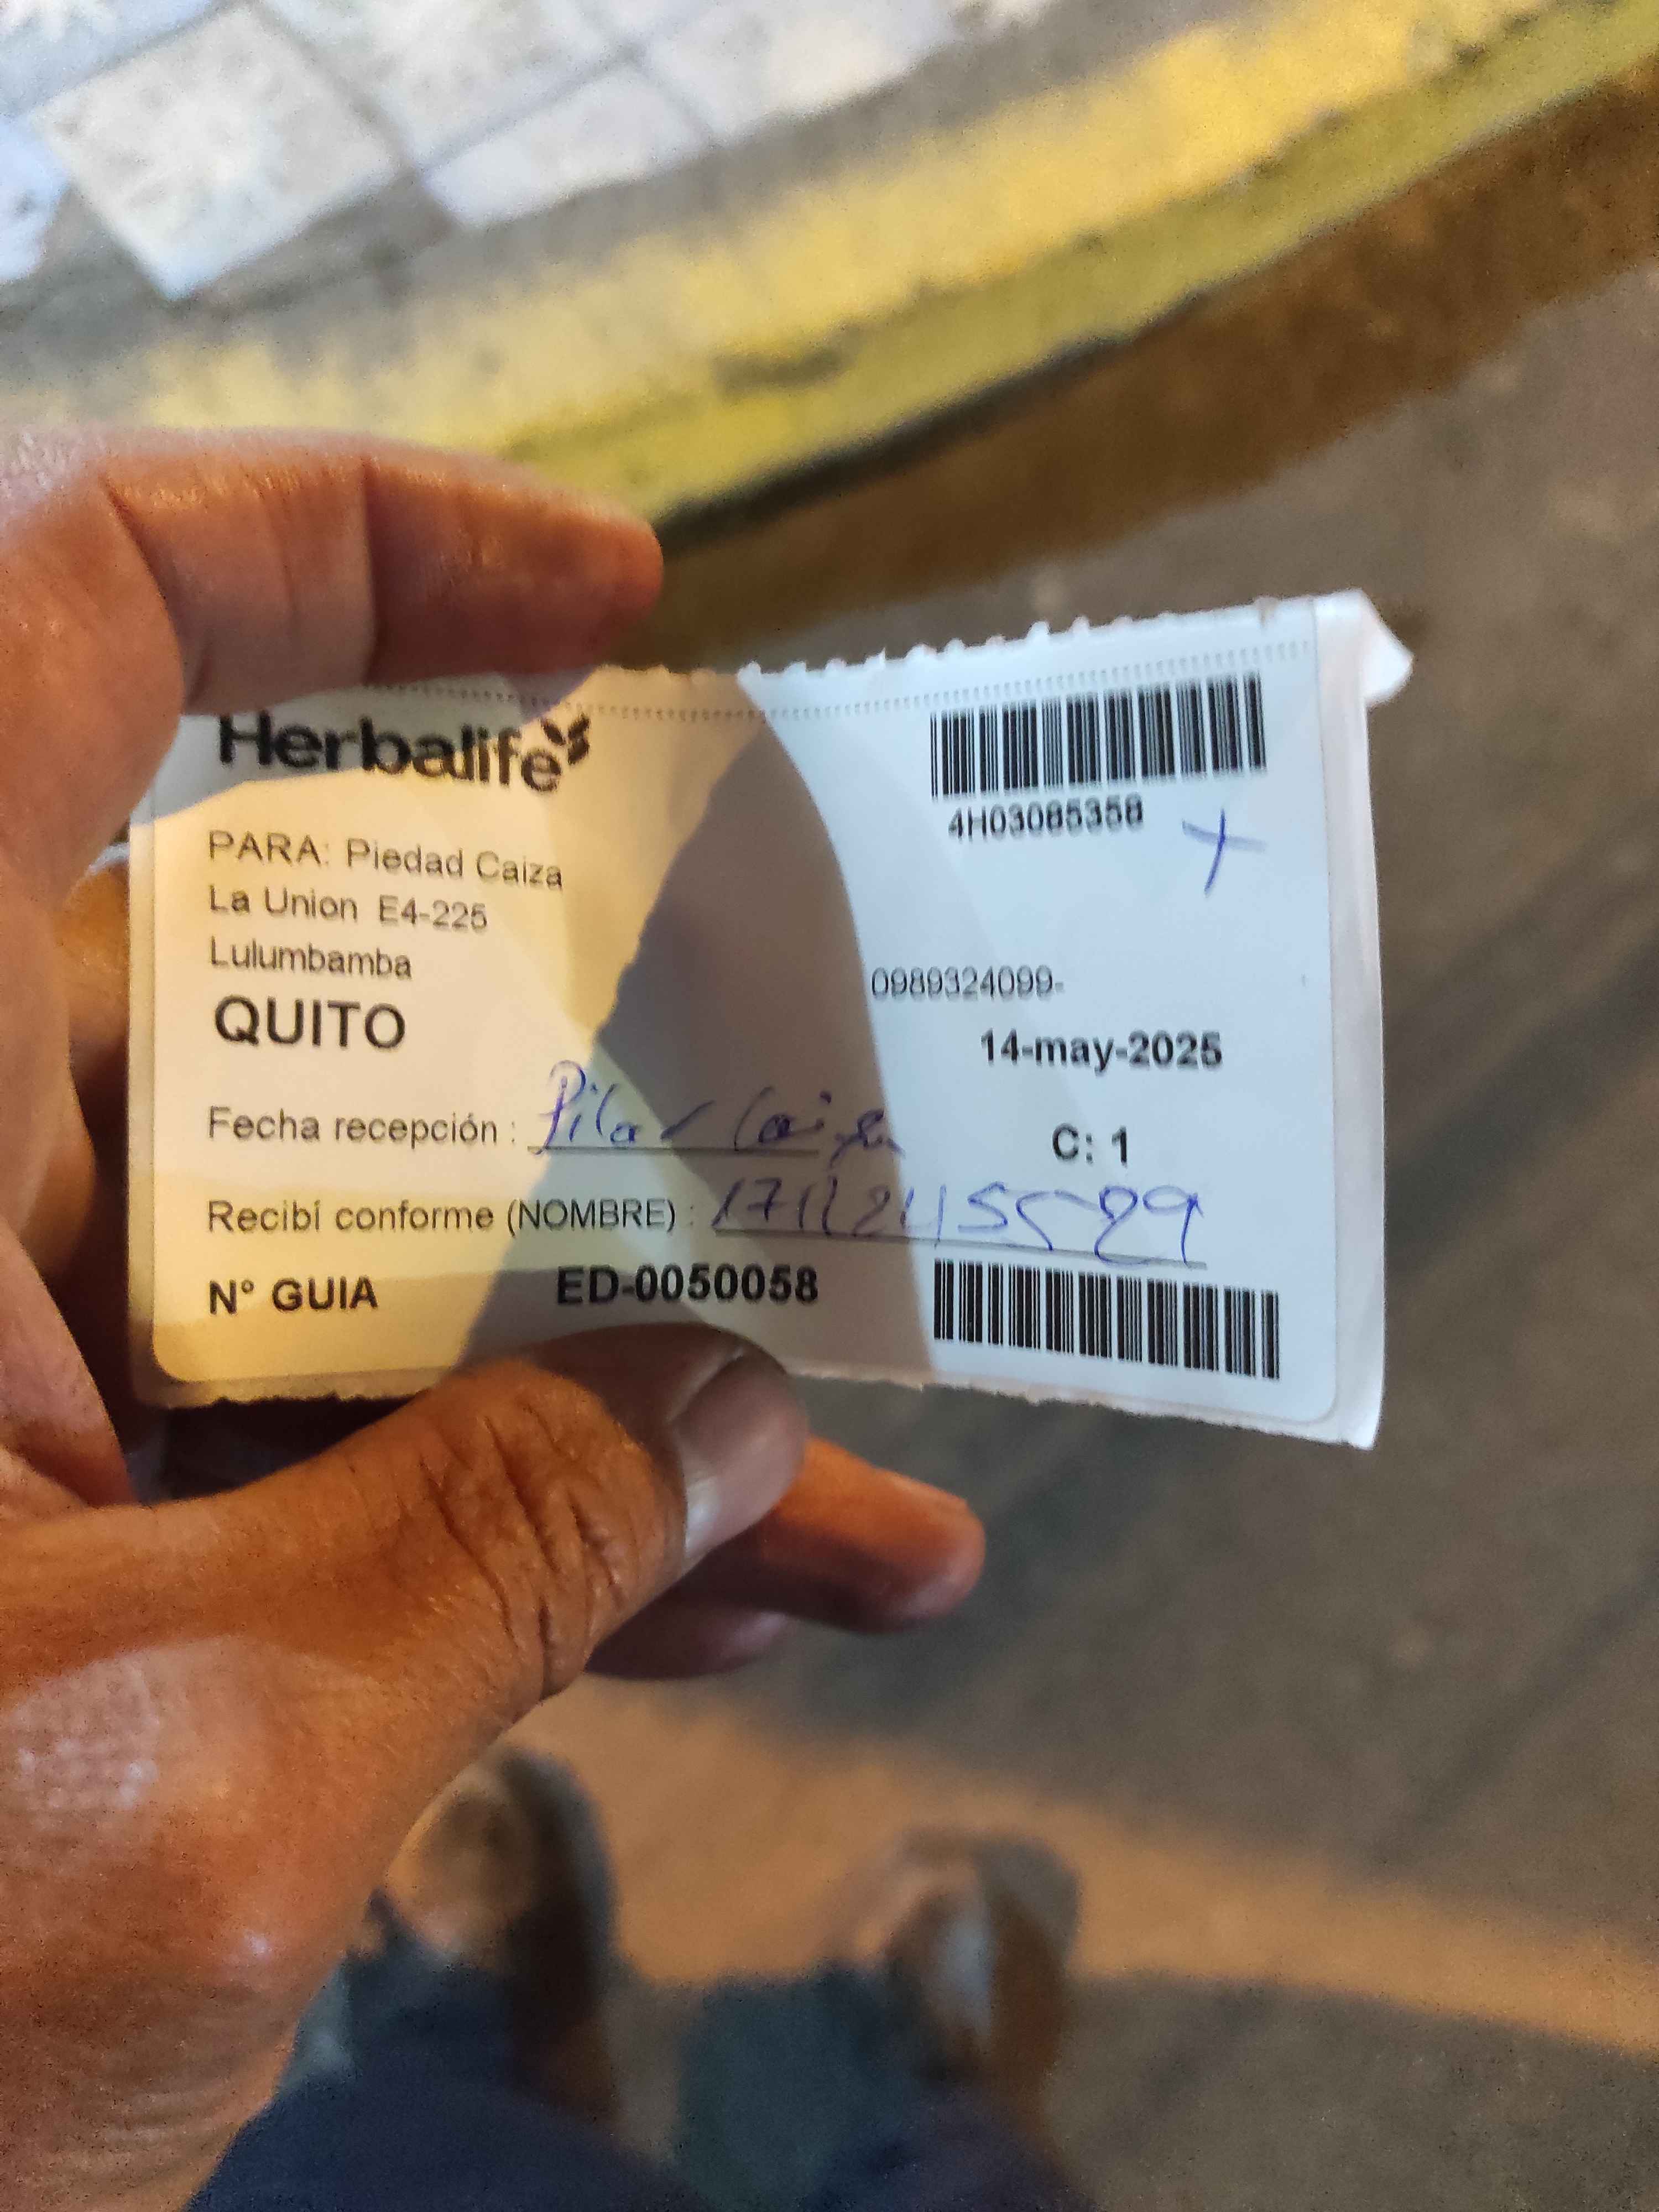 Herbalife
4H03085358
PARA: Piedad Caiza
La Union E4-225
Lulumbamba
0989324099-
QUITO
14-may-2025
Fecha recepción : Pilar Caiza
C: 1
Recibí conforme (NOMBRE) :
N° GUIA ED-0050058